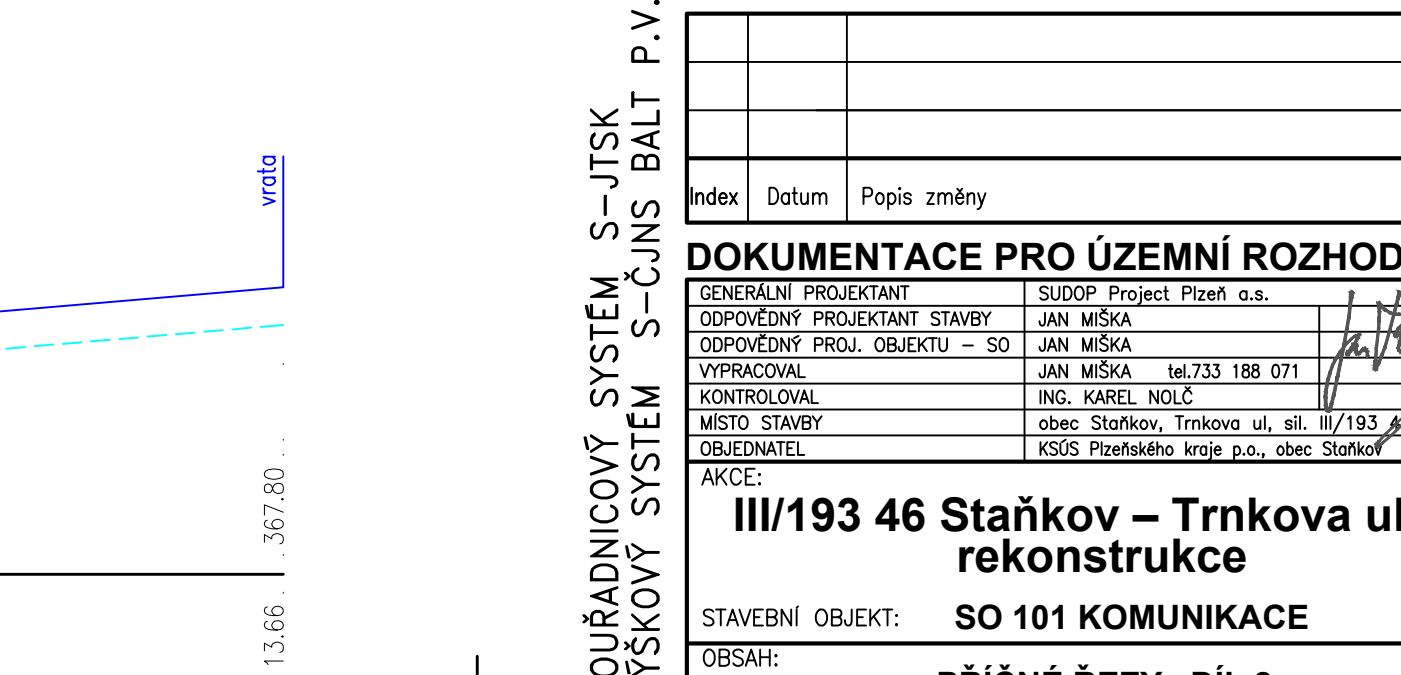 vrata
367.80
13.66
SYSTÉM S-JTSK
SYSTÉM S-ČJNS BALT P.V.
Index Datum Popis změny
DOKUMENTACE PRO ÚZEMNÍ
GENERÁLNÍ PROJEKTANT SUDOP Project Plzeň a.s.
ODPOVĚDNÝ PROJEKTANT STAVBY JAN MIŠKA
ODPOVĚDNÝ PROJ. OBJEKTU – SO JAN MIŠKA
VYPRACOVAL JAN MIŠKA tel.733 188 071
KONTROLOVAL ING. KAREL NOLČ
MÍSTO STAVBY obec Staňkov, Trnkova ul, sil. III/193
OBJEDNATEL KSÚS Plzeňského kraje p.o., obec Staňkov
AKCE:
III/193 46 Staňkov – Trnkova ul
rekonstrukce
STAVEBNÍ OBJEKT: SO 101 KOMUNIKACE
OBSAH: